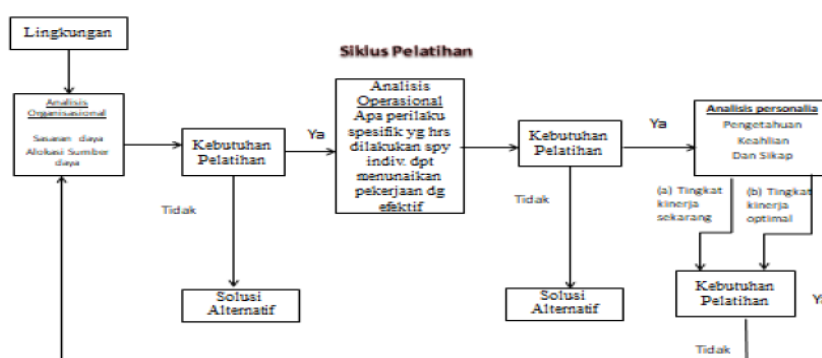 Lingkungan
Siklus Pelatihan
Analisis
Organisasional
Sasaran daya
Alokasi Sumber
daya
Kebutuhan
Pelatihan
Ya
Tidak
Solusi
Alternatif
Analisis
Operasional
Apa perilaku
spesifik yg hrs
dilakukan spy
indiv. dpt
menunaikan
pekerjaan dg
efektif
Kebutuhan
Pelatihan
Ya
Tidak
Solusi
Alternatif
Analisis personalia
Pengetahuan
Keahlian
Dan Sikap
(a) Tingkat
kinerja
sekarang
(b) Tingkat
kinerja
optimal
Kebutuhan
Pelatihan
Tidak